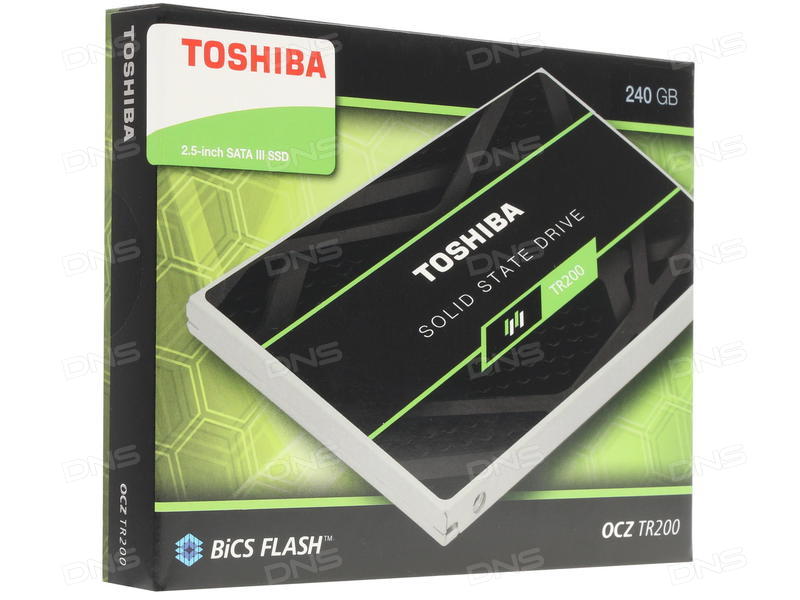 TOSHIBA
OCZ TR200
TOSHIBA
2.5-inch SATA III SSD
240 GB
TOSHIBA
SOLID STATE DRIVE
TR200
BiCS FLASH™
OCZ TR200
DNS